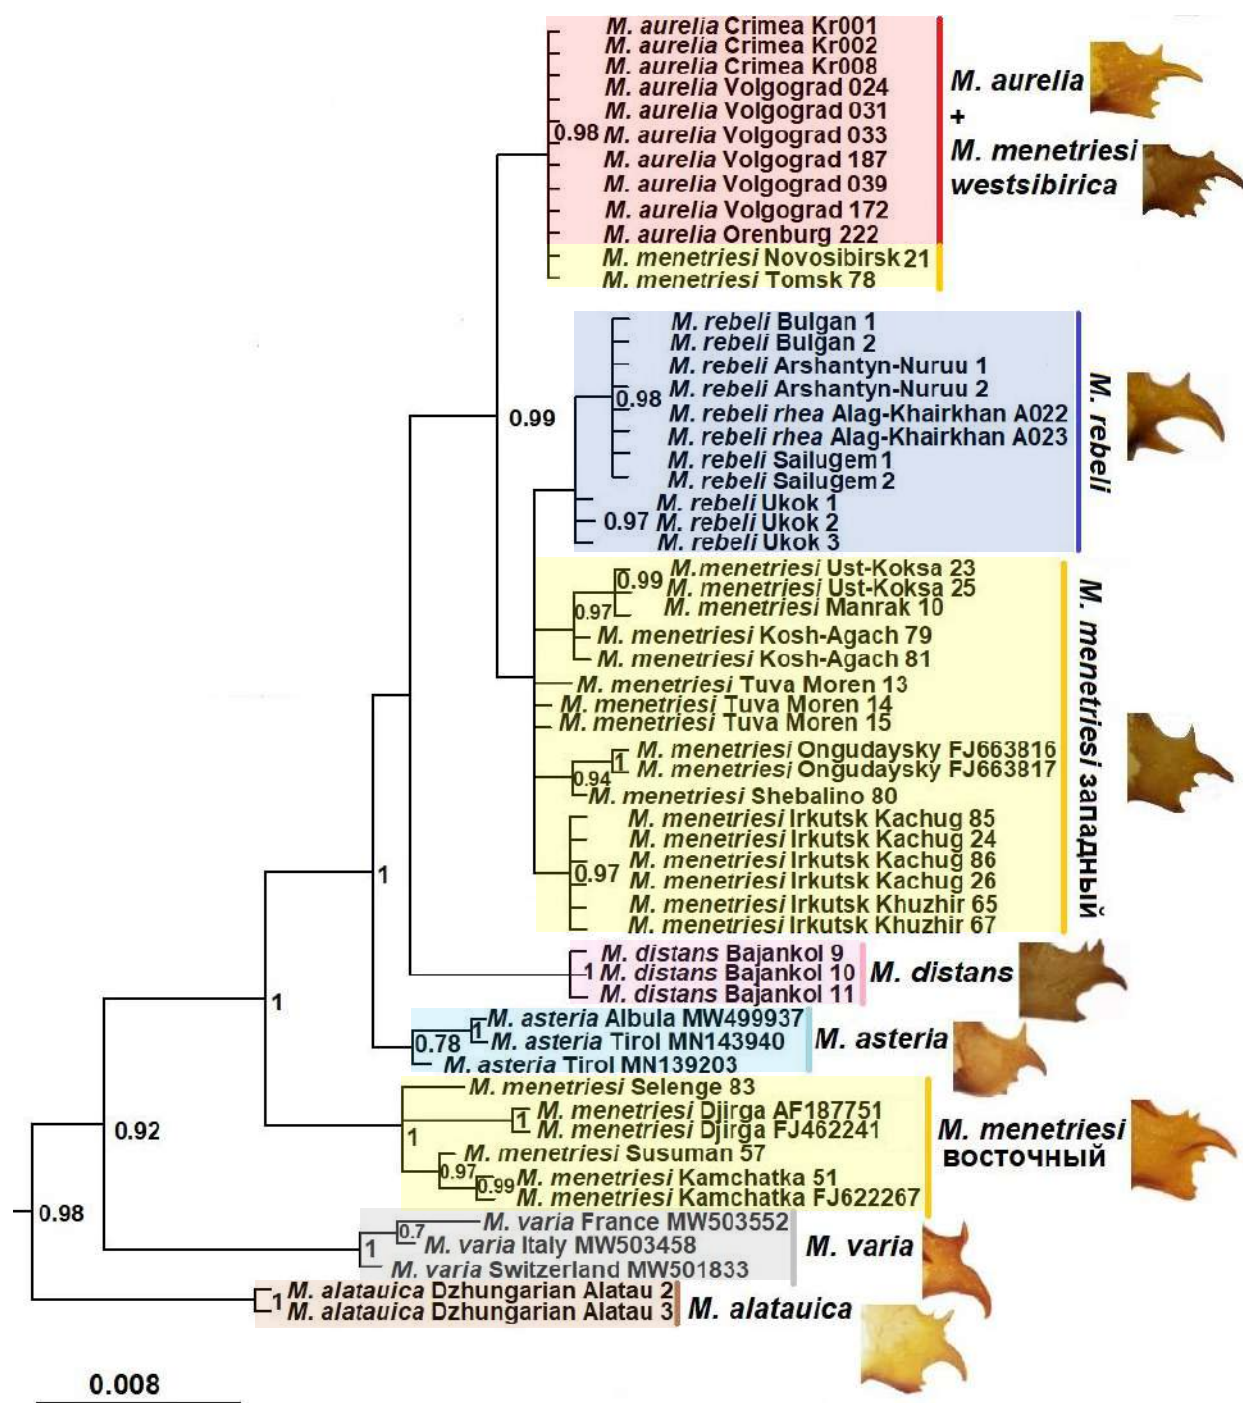 M. aurelia Crimea Kr001
M. aurelia Crimea Kr002
M. aurelia Crimea Kr008
M. aurelia Volgograd 024
M. aurelia Volgograd 031
0.98 M. aurelia Volgograd 033
M. aurelia Volgograd 187
M. aurelia Volgograd 039
M. aurelia Volgograd 172
M. aurelia Orenburg 222
M. menetriesi Novosibirsk 21
M. menetriesi Tomsk 78
M. aurelia
+
M. menetriesi
westsibirica
0.99
M. rebeli Bulgan 1
M. rebeli Bulgan 2
M. rebeli Arshantyn-Nuruu 1
M. rebeli Arshantyn-Nuruu 2
0.98
M. rebeli rhea Alag-Khairkhan A022
M. rebeli rhea Alag-Khairkhan A023
M. rebeli Sailugem 1
M. rebeli Sailugem 2
M. rebeli Ukok 1
0.97 M. rebeli Ukok 2
M. rebeli Ukok 3
M. rebeli
M.menetriesi Ust-Koksa 23
0.99
M. menetriesi Ust-Koksa 25
M. menetriesi Manrak 10
0.97
M. menetriesi Kosh-Agach 79
M. menetriesi Kosh-Agach 81
M. menetriesi Tuva Moren 13
M. menetriesi Tuva Moren 14
M. menetriesi Tuva Moren 15
M. menetriesi Ongudaysky FJ663816
1
M. menetriesi Ongudaysky FJ663817
0.94
M. menetriesi Shebalino 80
M. menetriesi Irkutsk Kachug 85
M. menetriesi Irkutsk Kachug 24
M. menetriesi Irkutsk Kachug 86
0.97
M. menetriesi Irkutsk Kachug 26
M. menetriesi Irkutsk Khuzhir 65
M. menetriesi Irkutsk Khuzhir 67
M. menetriesi западный
1
M. distans Bajankol 9
1 M. distans Bajankol 10
M. distans Bajankol 11
M. distans
1
M. asteria Albula MW499937
1
M. asteria Tirol MN143940
0.78
M. asteria Tirol MN139203
M. asteria
M. menetriesi Selenge 83
M. menetriesi Djirga AF187751
1
M. menetriesi Djirga FJ462241
1
M. menetriesi Susuman 57
0.97
M. menetriesi Kamchatka 51
0.99
M. menetriesi Kamchatka FJ622267
M. menetriesi
восточный
0.92
0.98
M. varia France MW503552
0.7
M. varia Italy MW503458
1
M. varia Switzerland MW501833
M. varia
M. alatauica Dzhungarian Alatau 2
1
M. alatauica Dzhungarian Alatau 3
M. alatauica
0.008